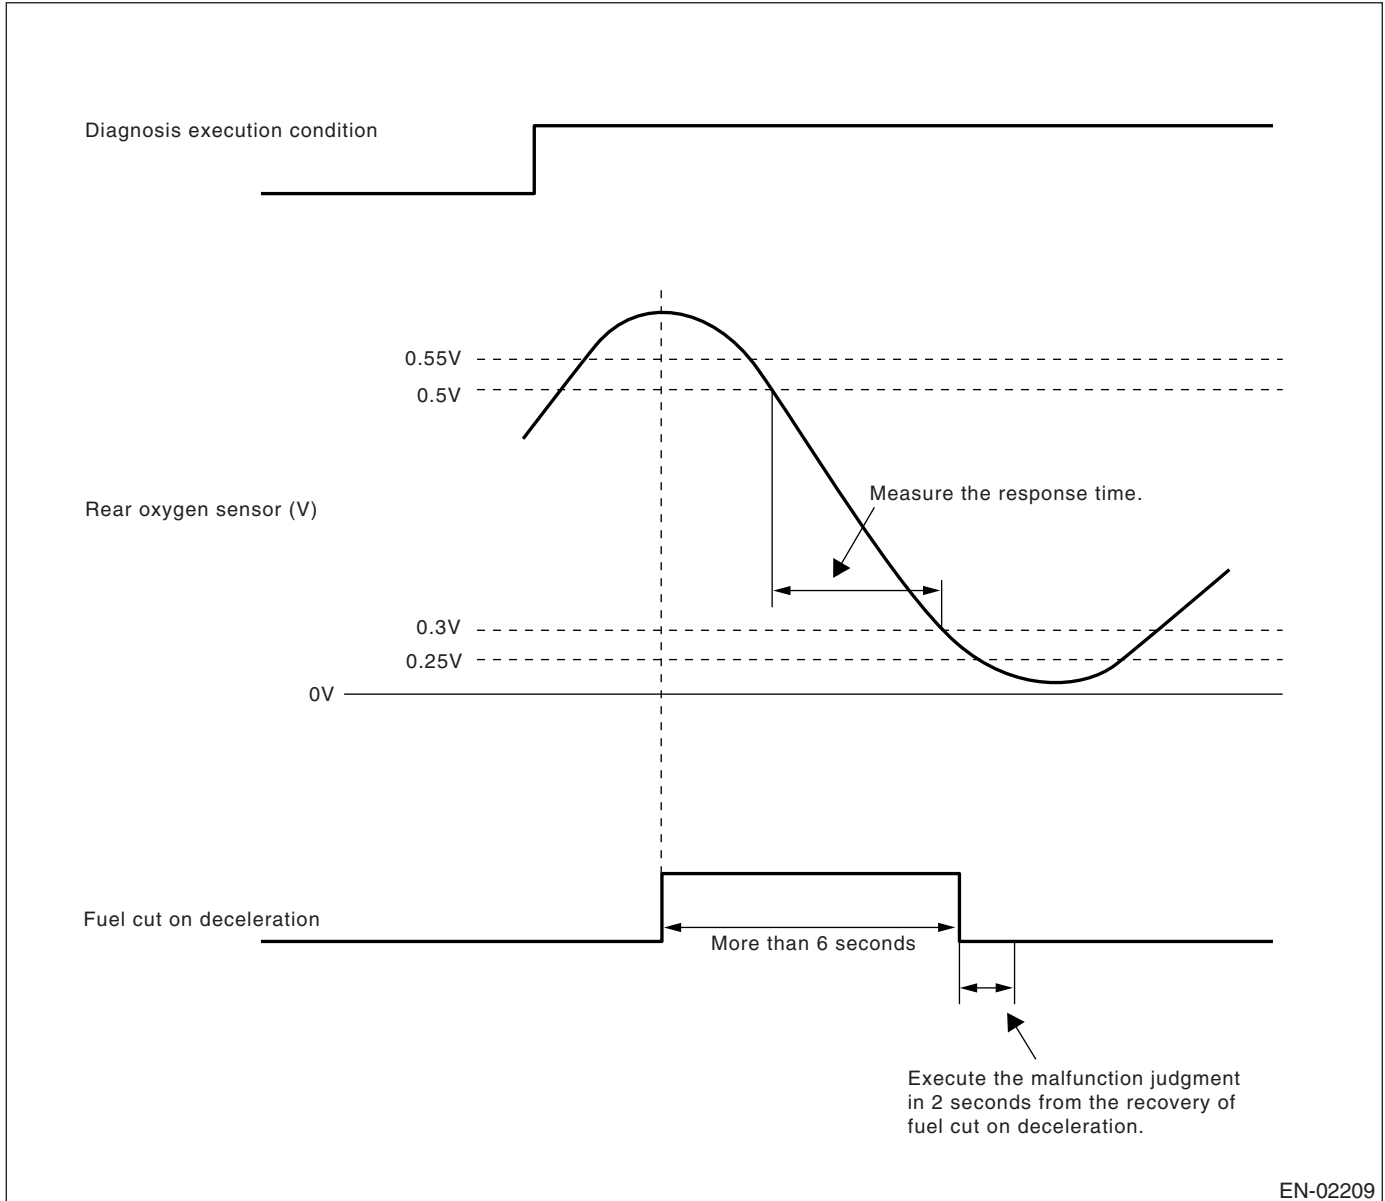 Diagnosis execution condition
0.55V
0.5V
Measure the response time.
Rear oxygen sensor (V)
0.3V
0.25V
0V
Fuel cut on deceleration
More than 6 seconds
Execute the malfunction judgment
in 2 seconds from the recovery of
fuel cut on deceleration.
EN-02209